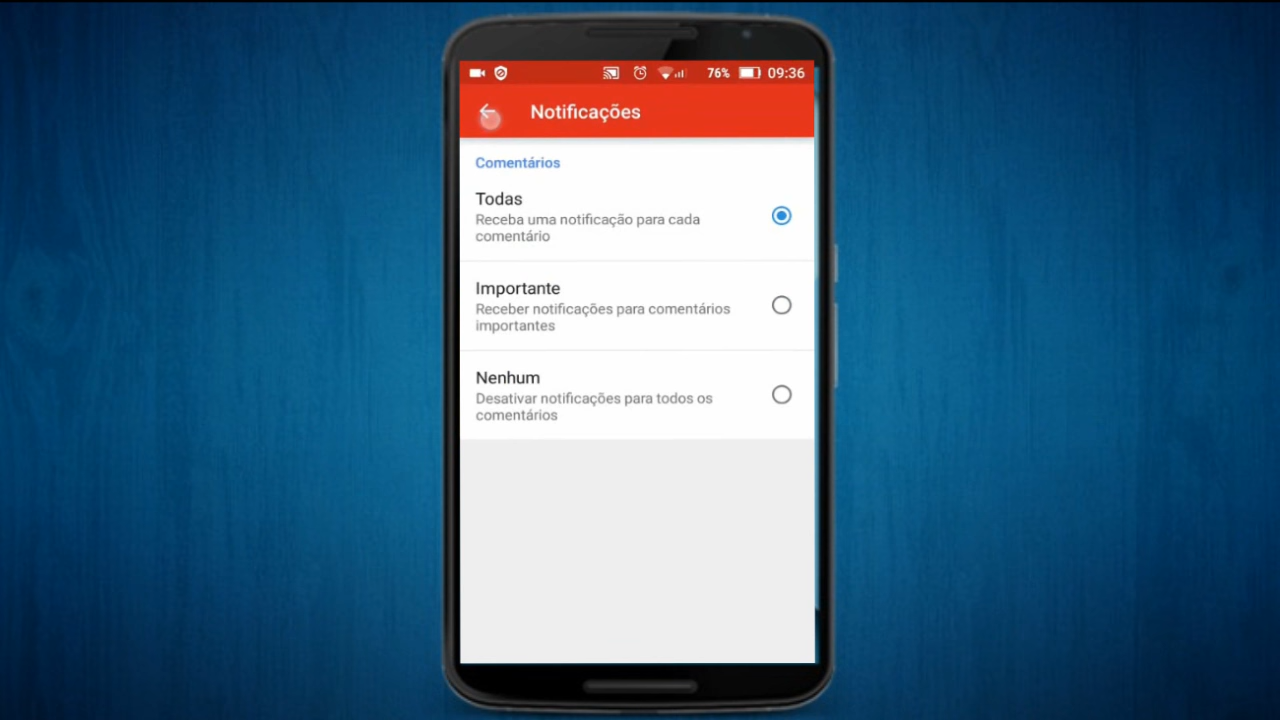 76% 09:36
Notificações
Comentários
Todas
Receba uma notificação para cada
comentário
Importante
Receber notificações para comentários
importantes
Nenhum
Desativar notificações para todos os
comentários